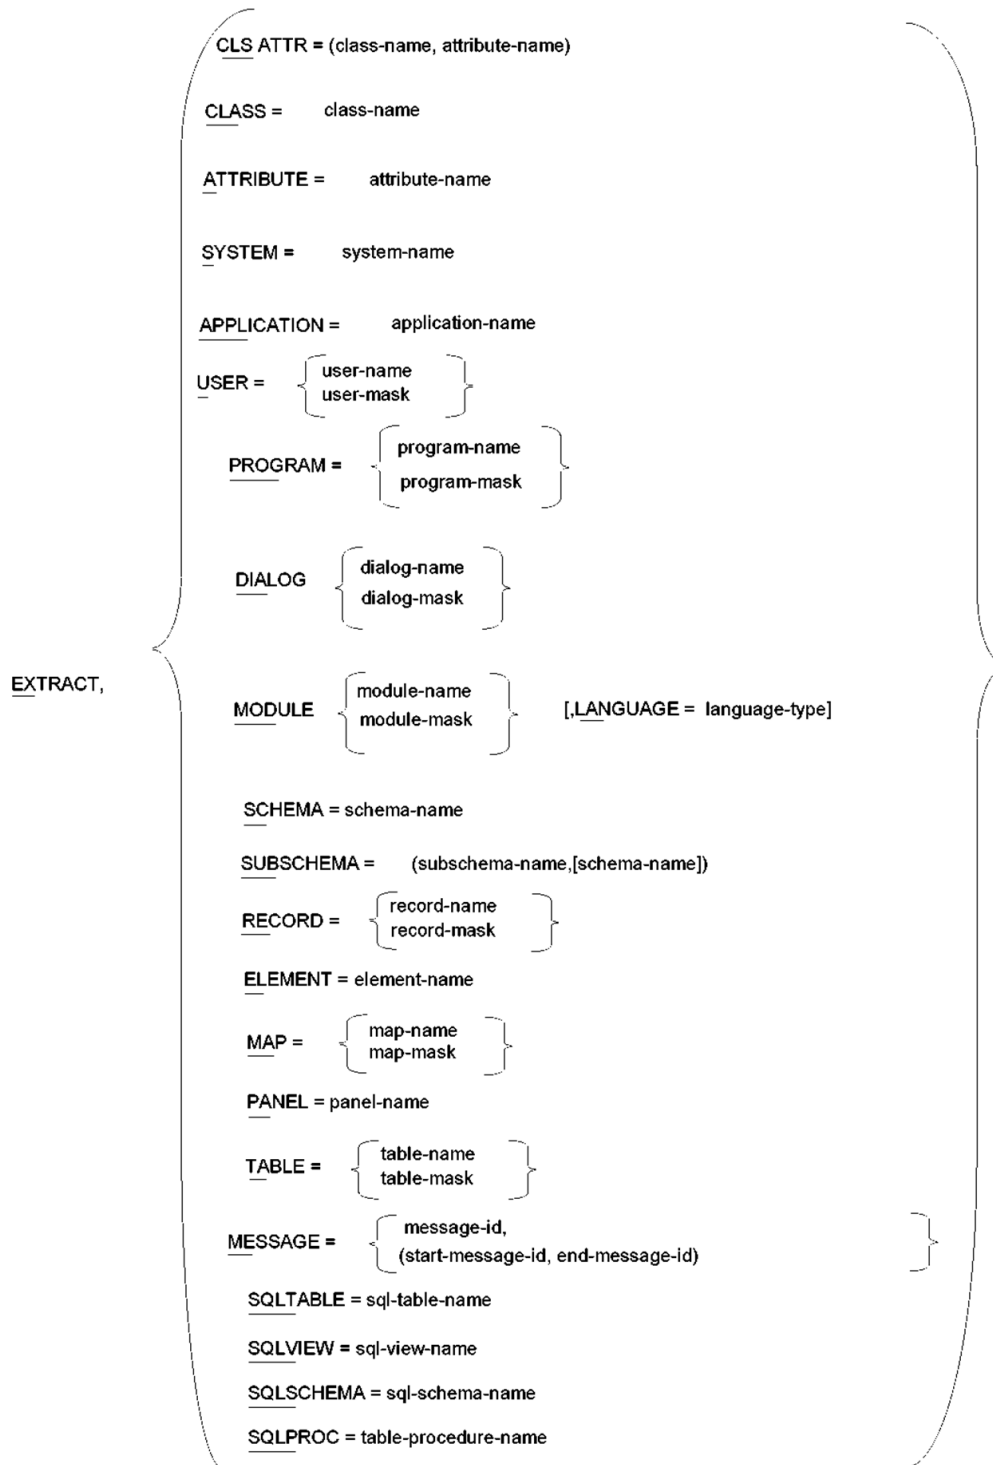 CLS ATTR = (class-name, attribute-name)
CLASS = class-name
ATTRIBUTE = attribute-name
SYSTEM = system-name
APPLICATION = application-name
USER = user-name
user-mask
PROGRAM = program-name
program-mask
DIALOG dialog-name
dialog-mask
EXTRACT,
MODULE module-name
module-mask [,LANGUAGE = language-type]
SCHEMA = schema-name
SUBSCHEMA = (subschema-name,[schema-name])
RECORD = record-name
record-mask
ELEMENT = element-name
MAP = map-name
map-mask
PANEL = panel-name
TABLE = table-name
table-mask
MESSAGE = message-id,
(start-message-id, end-message-id)
SQLTABLE = sql-table-name
SQLVIEW = sql-view-name
SQLSCHEMA = sql-schema-name
SQLPROC = table-procedure-name